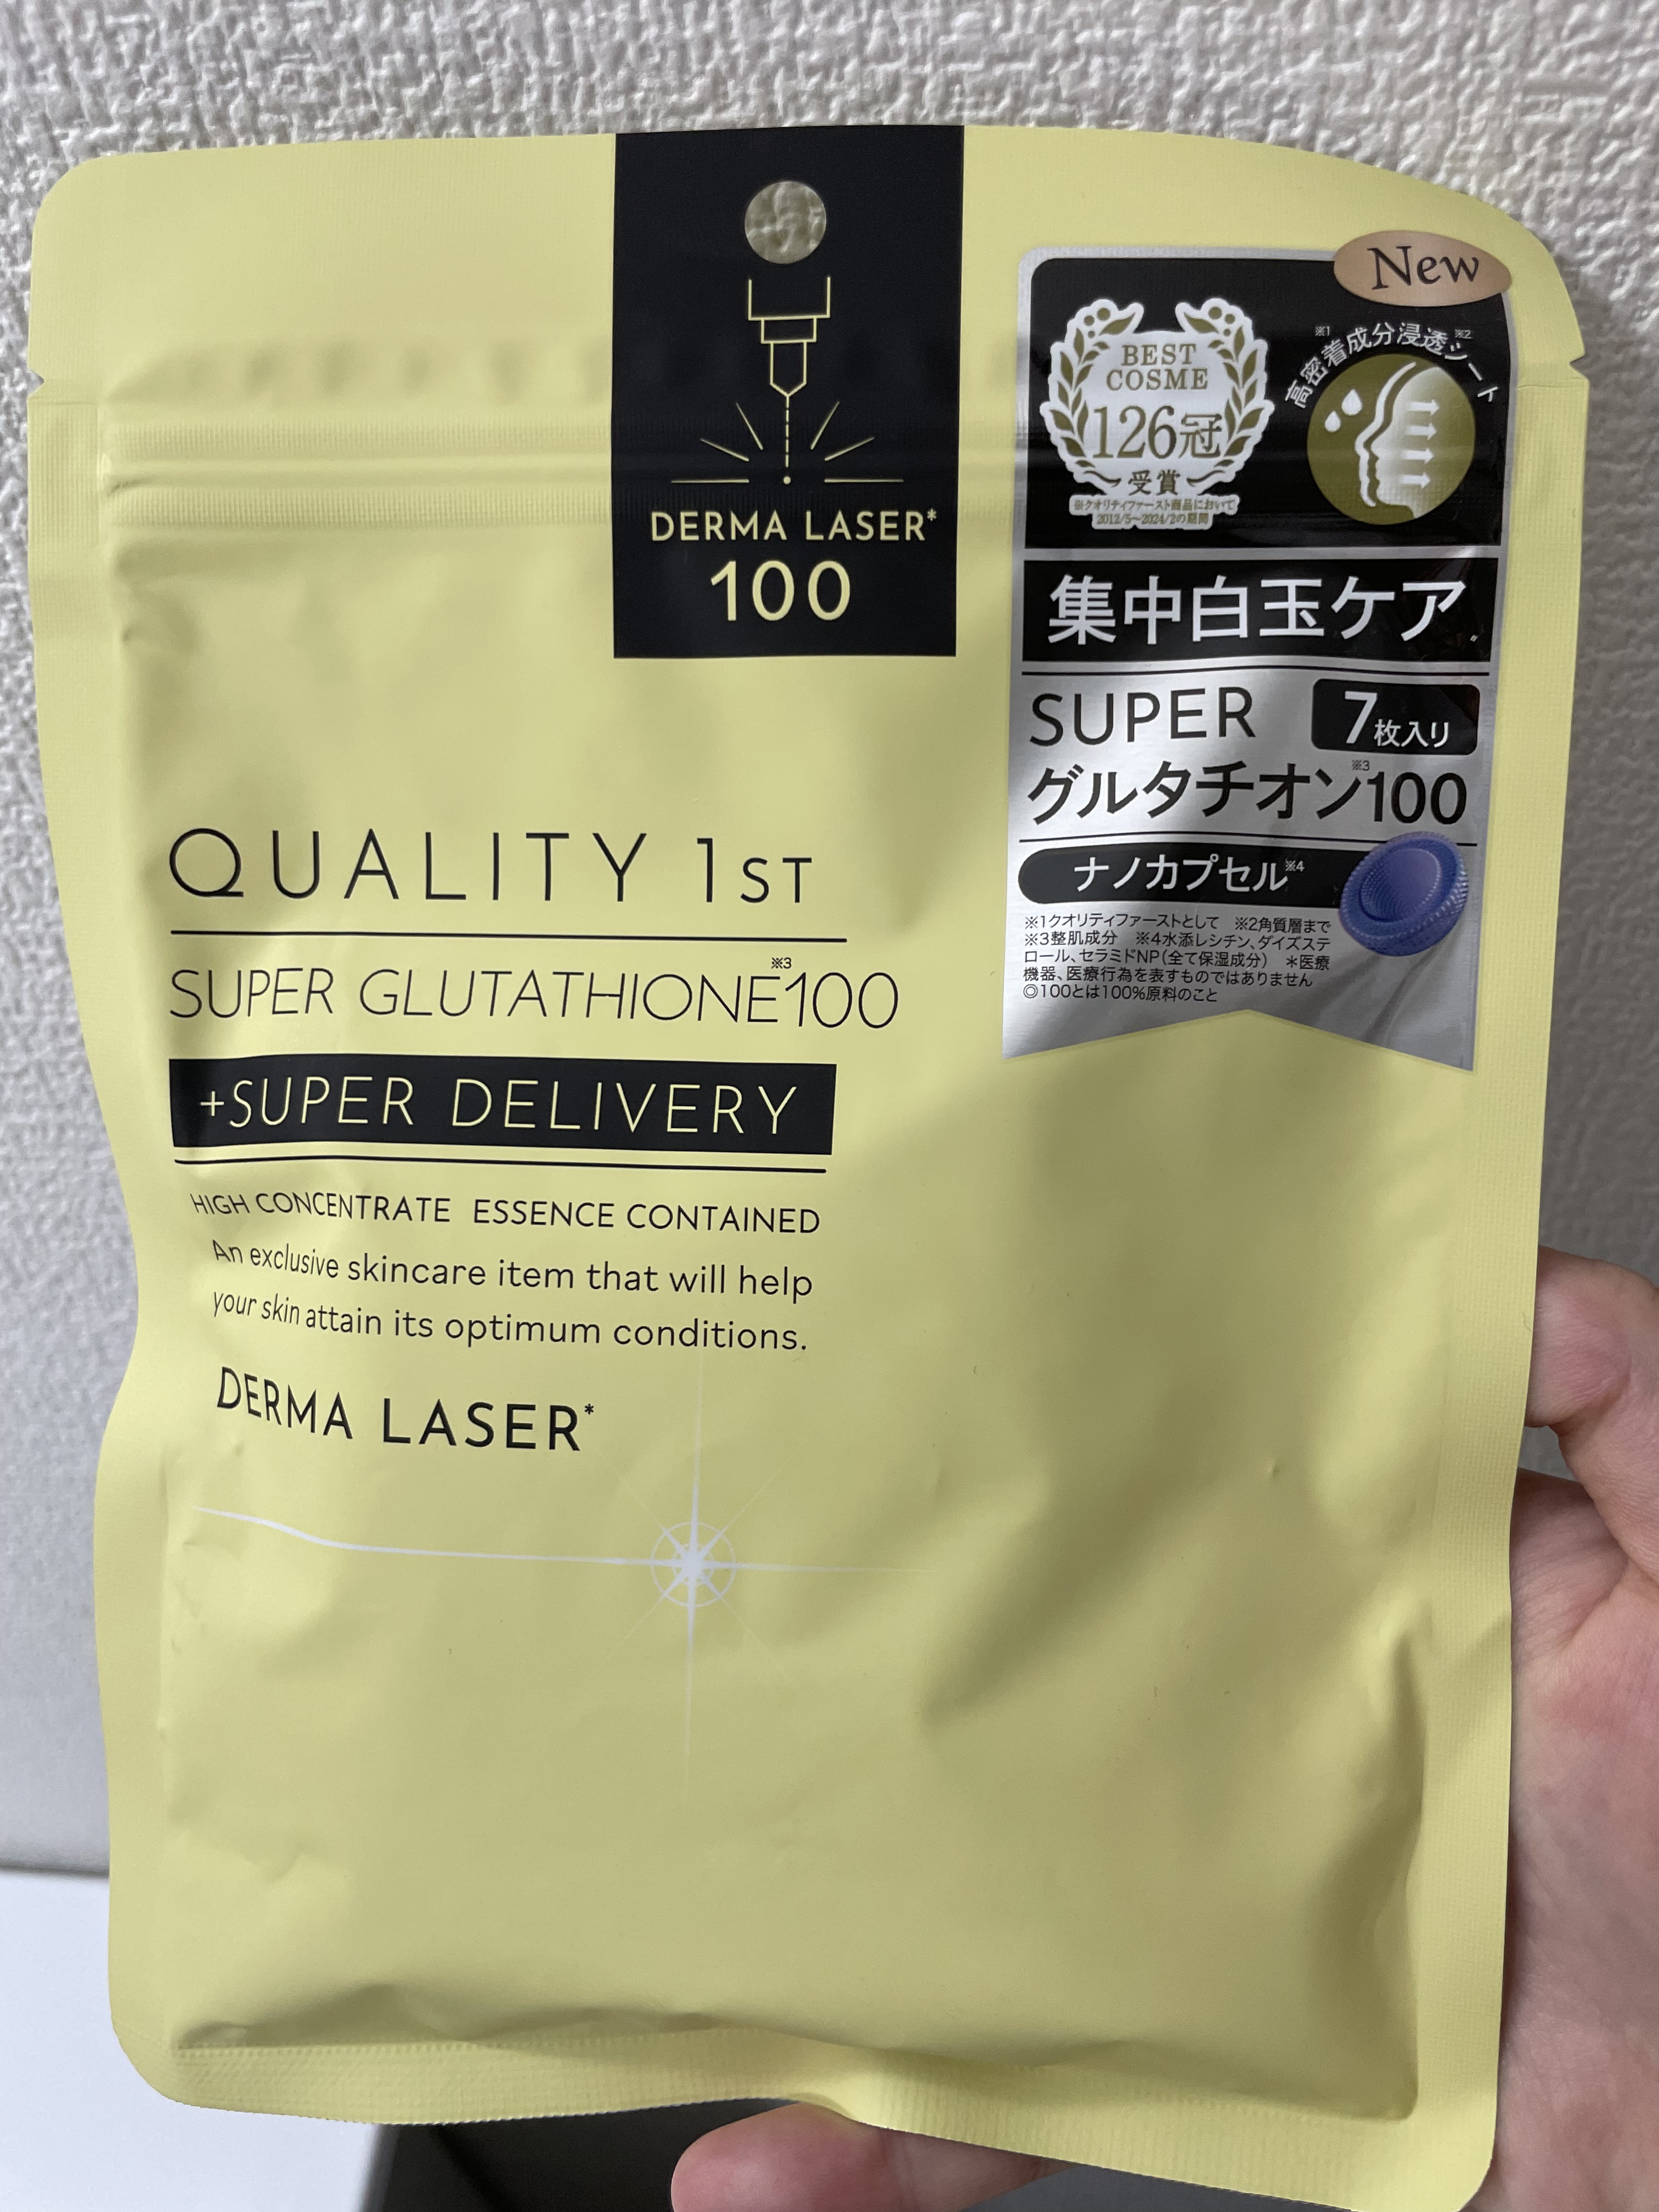 DERMA LASER*
100
New
BEST
COSME
126冠
受賞
※クオリティファースト商品において
2012/5〜2024/2の期間
※1 ※2
高密着成分浸透シート
集中白玉ケア
SUPER
7枚入り
グルタチオン※3100
ナノカプセル※4
※1クオリティファーストとして ※2角質層まで
※3整肌成分 ※4水添レシチン、ダイズステ
ロール、セラミドNP(全て保湿成分) ＊医療
機器、医療行為を表すものではありません
◎100とは100%原料のこと
QUALITY 1ST
SUPER GLUTATHIONE※3100
+SUPER DELIVERY
HIGH CONCENTRATE ESSENCE CONTAINED
An exclusive skincare item that will help
your skin attain its optimum conditions.
DERMA LASER*